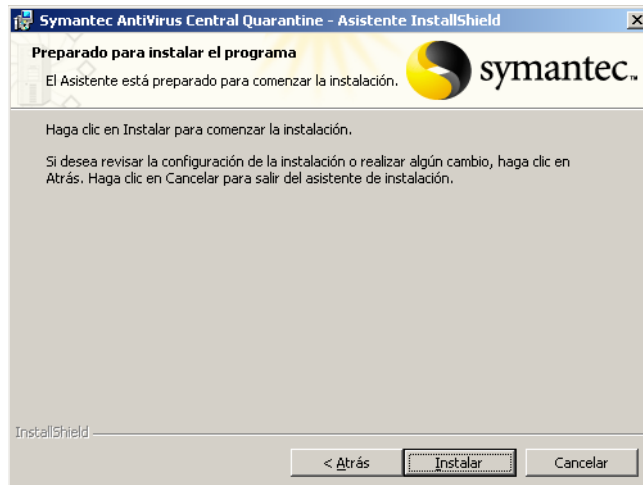 Symantec AntiVirus Central Quarantine - Asistente InstallShield
Preparado para instalar el programa
El Asistente está preparado para comenzar la instalación.
symantec™
Haga clic en Instalar para comenzar la instalación.
Si desea revisar la configuración de la instalación o realizar algún cambio, haga clic en
Atrás. Haga clic en Cancelar para salir del asistente de instalación.
InstallShield
< Atrás
Instalar
Cancelar